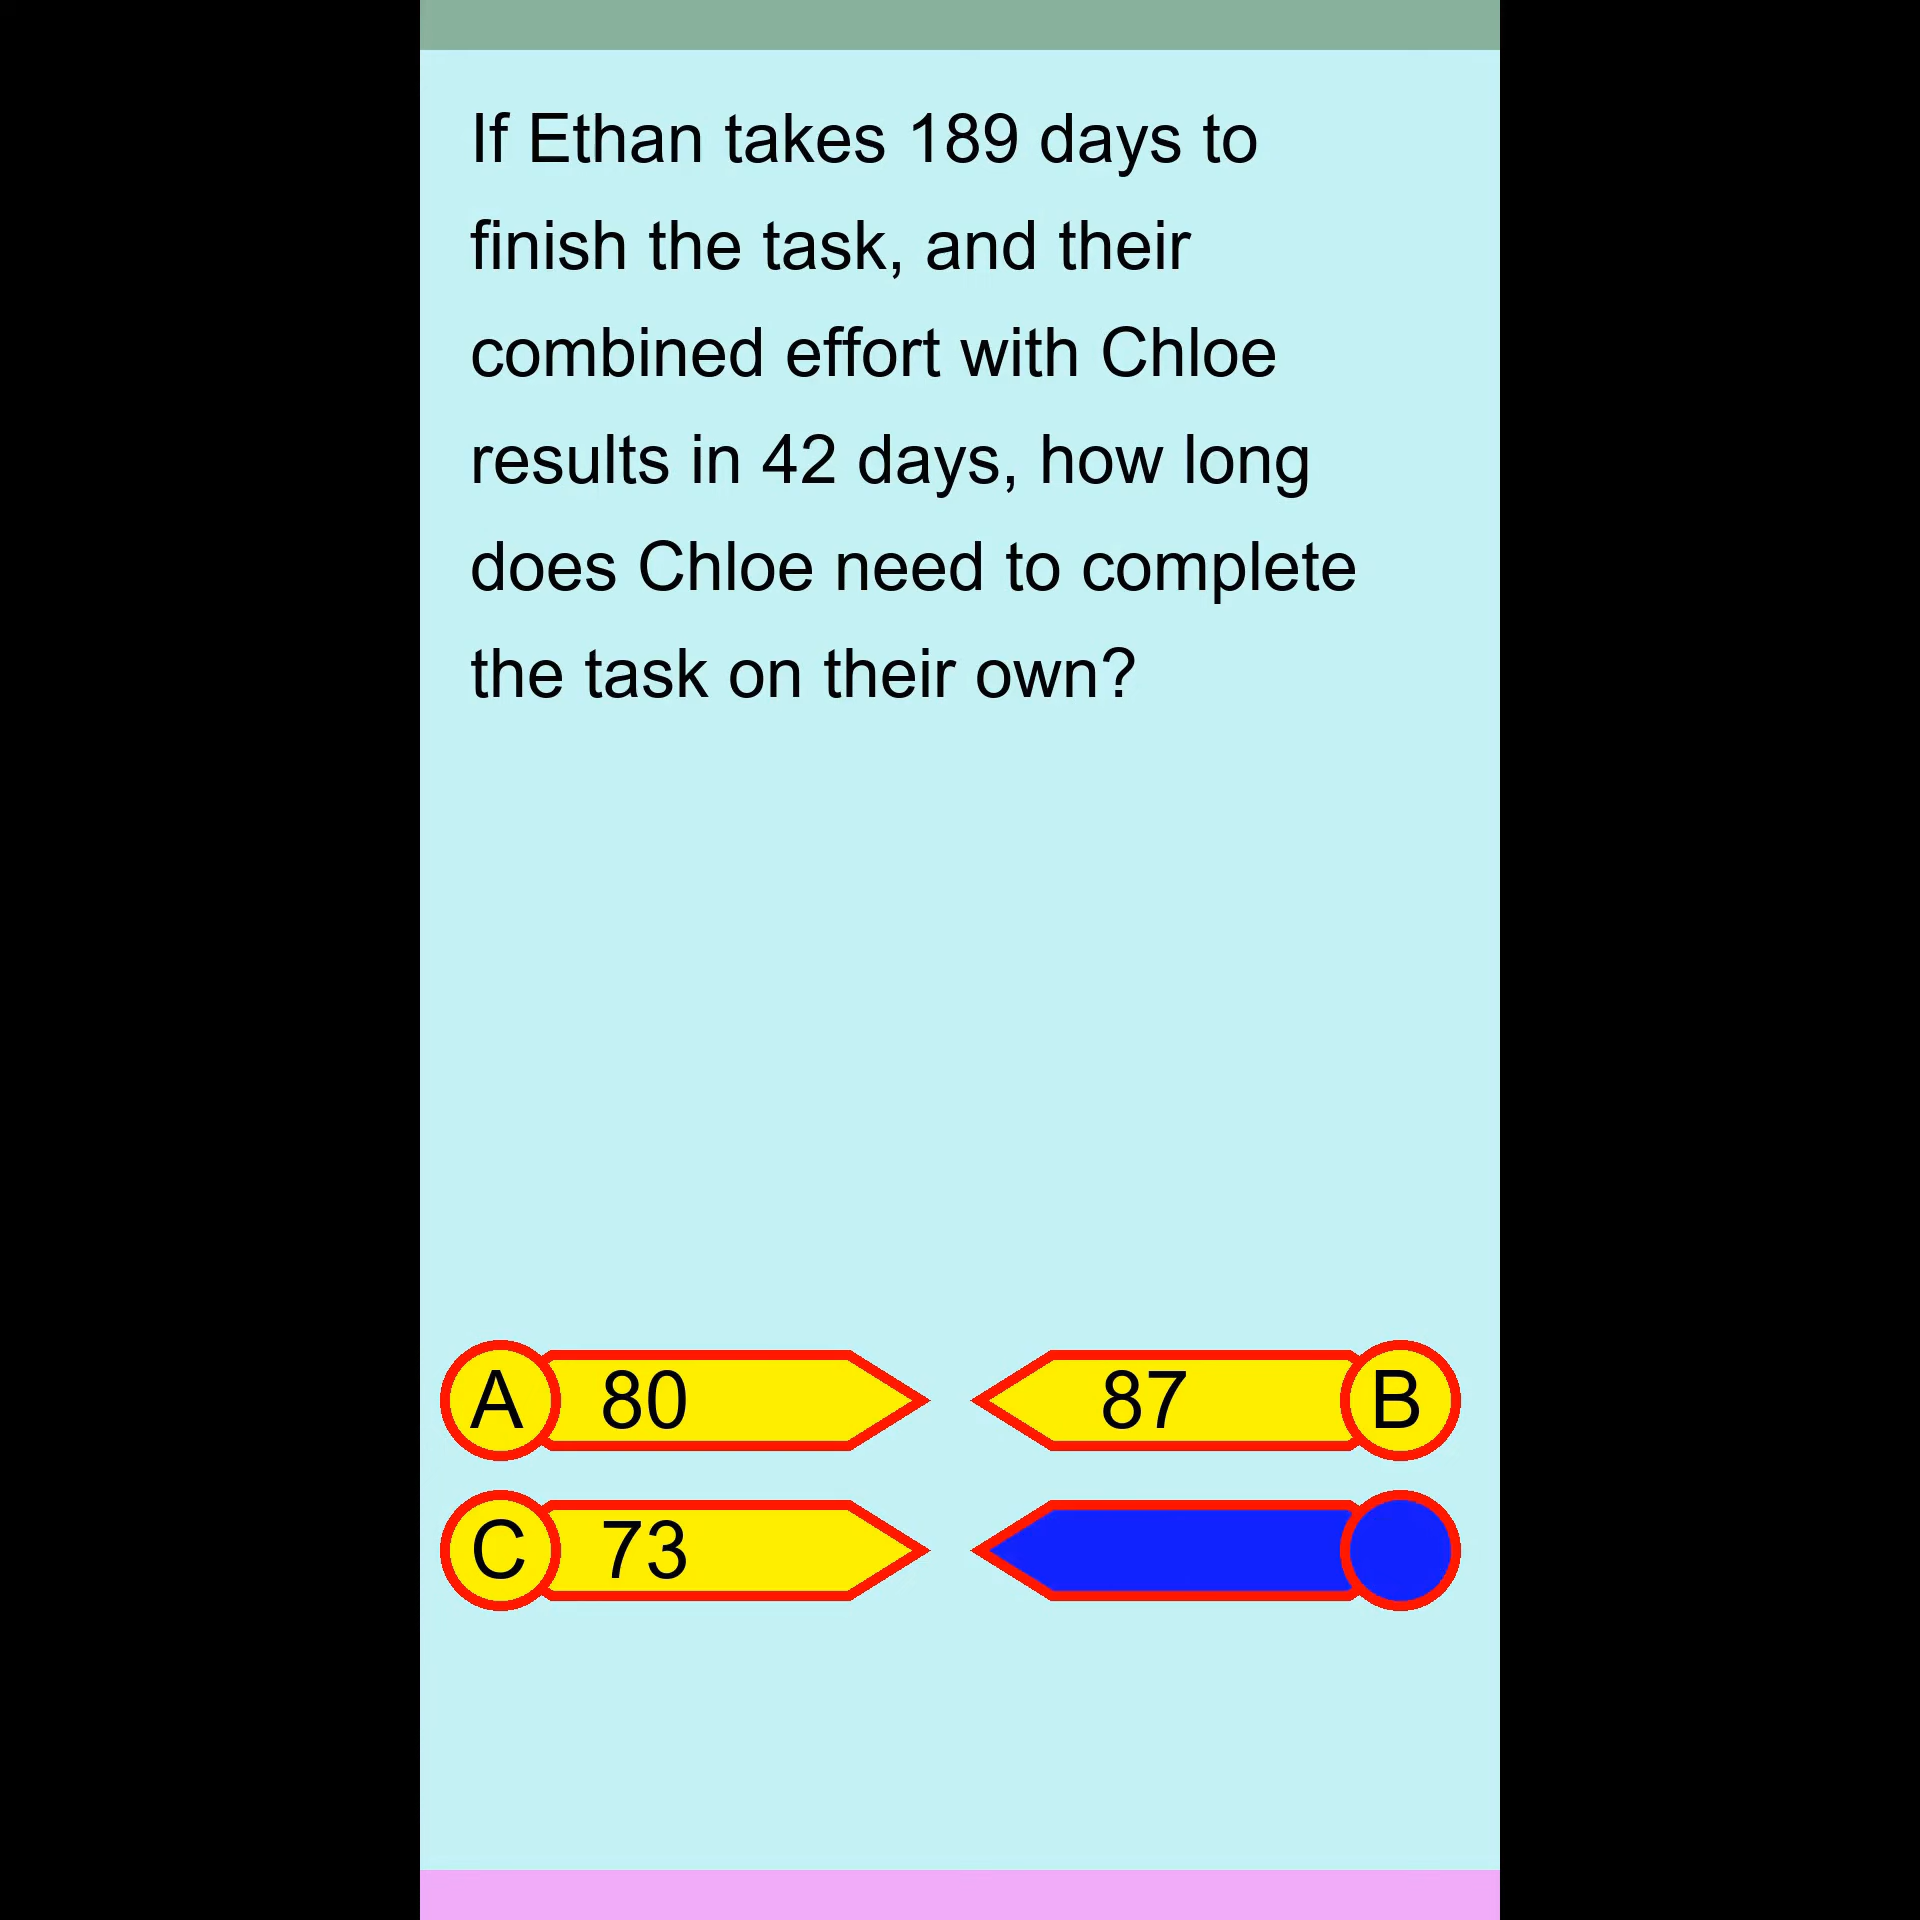 If Ethan takes 189 days to
finish the task, and their
combined effort with Chloe
results in 42 days, how long
does Chloe need to complete
the task on their own?
A 80
87 B
C 73